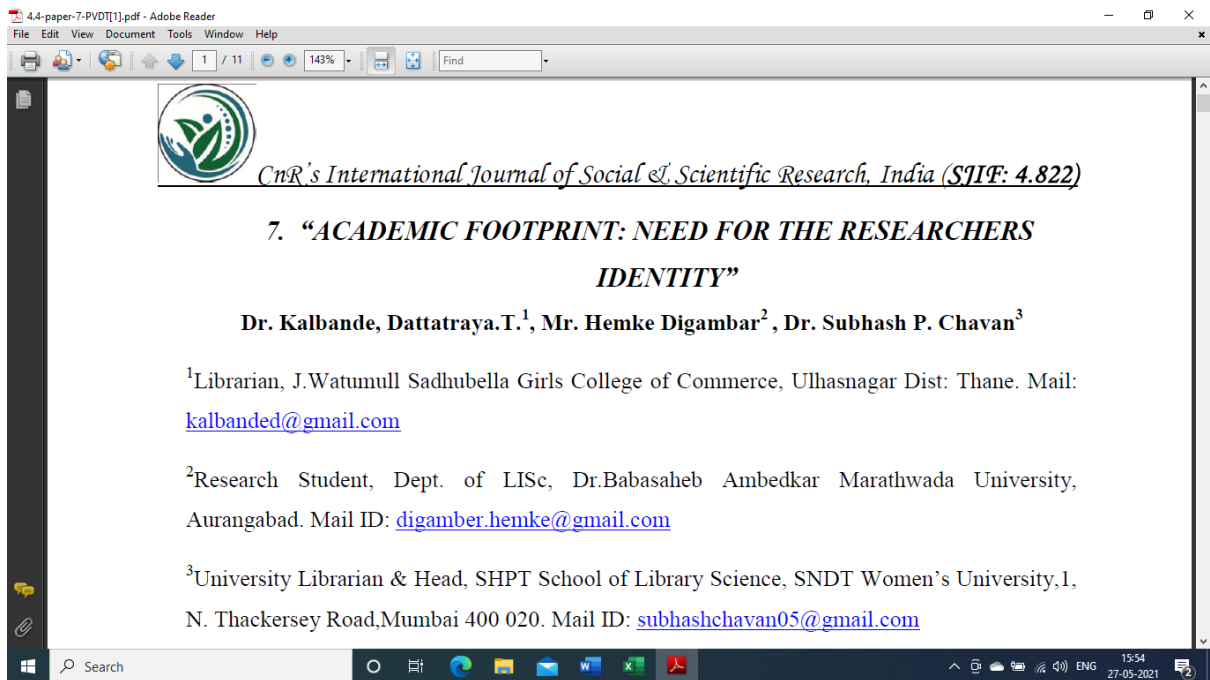 4.4-paper-7-PVDT[1].pdf - Adobe Reader
File Edit View Document Tools Window Help
1 / 11 143% Find
CnR's International Journal of Social & Scientific Research, India (SJIF: 4.822)
7. “ACADEMIC FOOTPRINT: NEED FOR THE RESEARCHERS
IDENTITY”
Dr. Kalbande, Dattatraya.T.1, Mr. Hemke Digambar2 , Dr. Subhash P. Chavan3
1Librarian, J.Watumull Sadhubella Girls College of Commerce, Ulhasnagar Dist: Thane. Mail:
kalbanded@gmail.com
2Research Student, Dept. of LISc, Dr.Babasaheb Ambedkar Marathwada University,
Aurangabad. Mail ID: digamber.hemke@gmail.com
3University Librarian & Head, SHPT School of Library Science, SNDT Women’s University,1,
N. Thackersey Road,Mumbai 400 020. Mail ID: subhashchavan05@gmail.com
Search ENG 15:54
27-05-2021 2